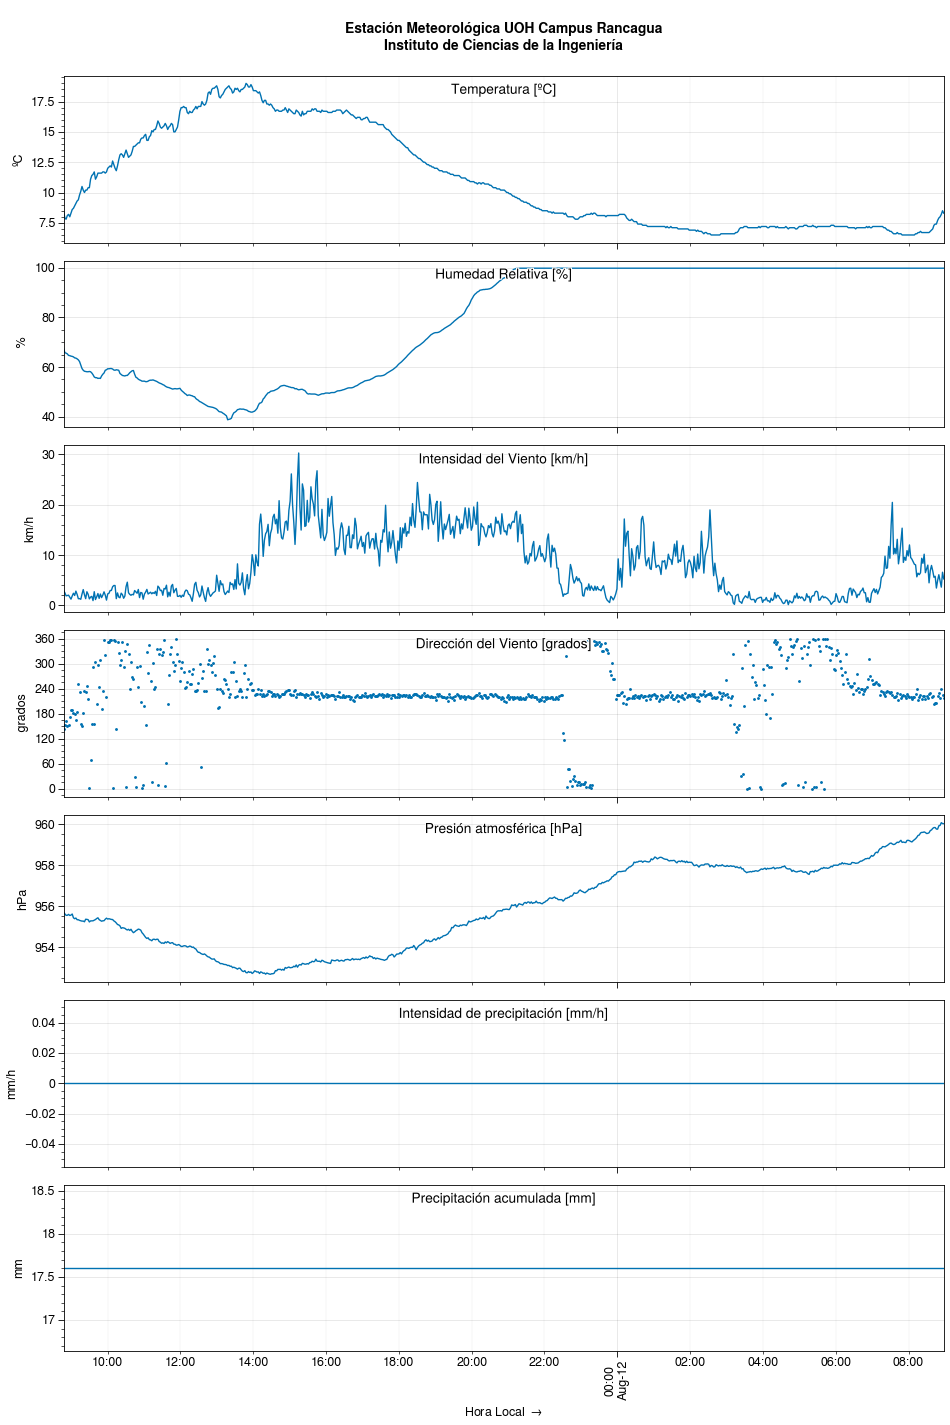 Estación Meteorológica UOH Campus Rancagua
Instituto de Ciencias de la Ingeniería
Temperatura [ºC]
17.5
15
12.5
10
7.5
ºC
Humedad Relativa [%]
100
80
60
40
%
Intensidad del Viento [km/h]
30
20
10
0
km/h
Dirección del Viento [grados]
360
300
240
180
120
60
0
grados
Presión atmosférica [hPa]
960
958
956
954
hPa
Intensidad de precipitación [mm/h]
0.04
0.02
0
−0.02
−0.04
mm/h
Precipitación acumulada [mm]
18.5
18
17.5
17
mm
10:00 12:00 14:00 16:00 18:00 20:00 22:00 00:00 02:00 04:00 06:00 08:00
Aug-12
Hora Local →